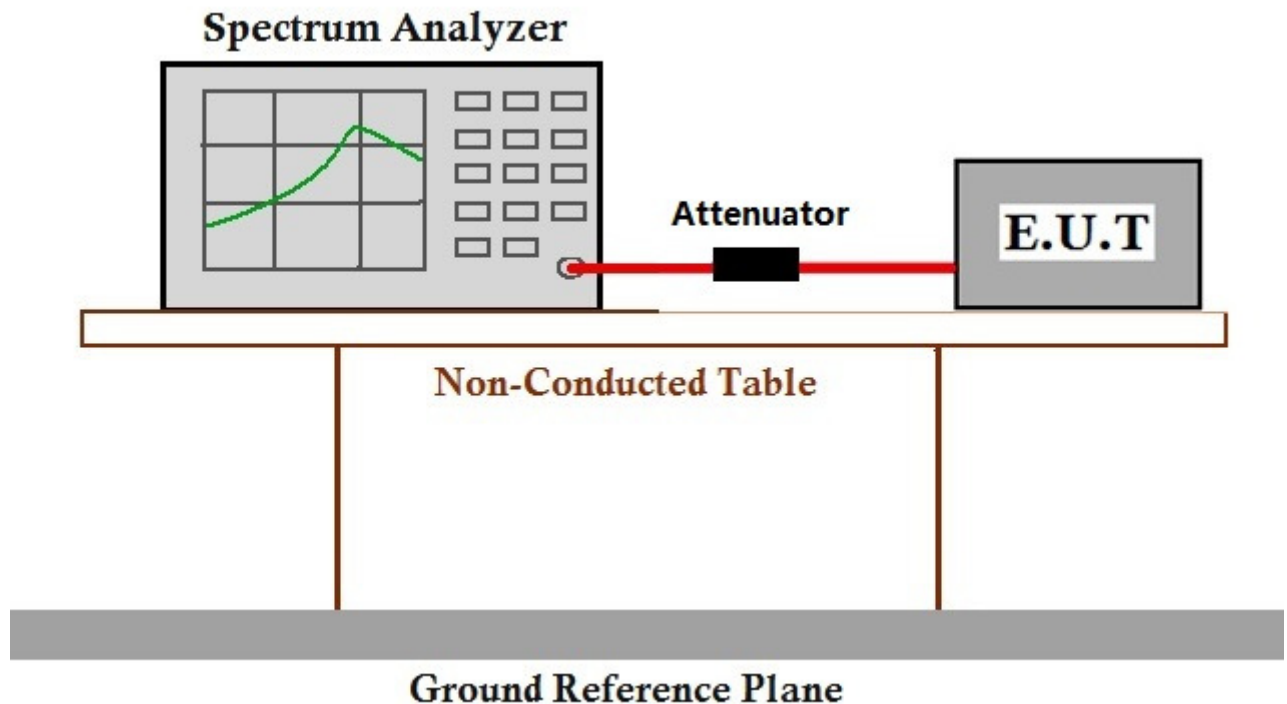 Spectrum Analyzer
Attenuator
E.U.T
Non-Conducted Table
Ground Reference Plane